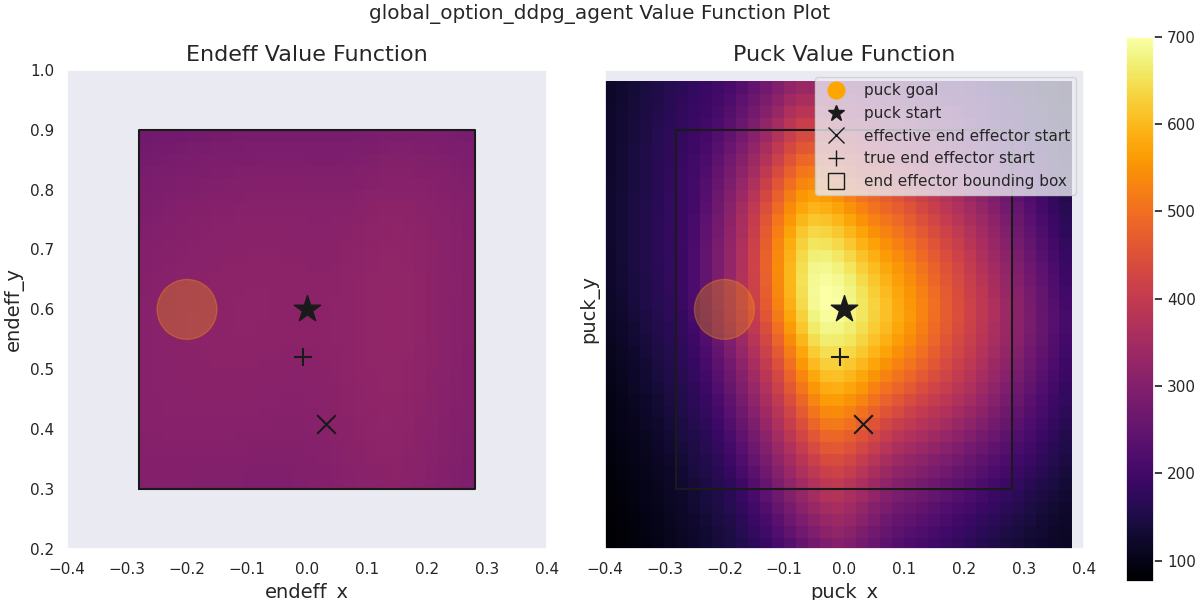 global_option_ddpg_agent Value Function Plot
Endeff Value Function
Puck Value Function
1.0
0.9
0.8
0.7
0.6
0.5
0.4
0.3
0.2
endeff_y
−0.4 −0.3 −0.2 −0.1 0.0 0.1 0.2 0.3 0.4
endeff_x
puck_y
puck goal
puck start
effective end effector start
true end effector start
end effector bounding box
−0.4 −0.3 −0.2 −0.1 0.0 0.1 0.2 0.3 0.4
puck_x
700
600
500
400
300
200
100